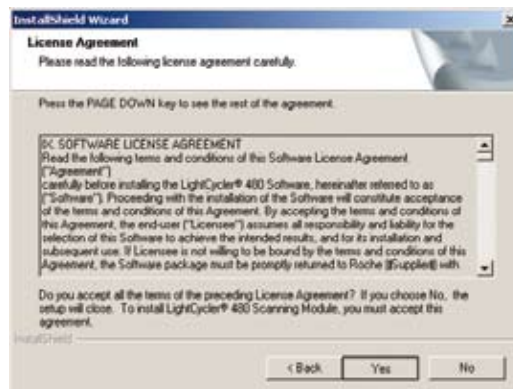 InstallShield Wizard
License Agreement
Please read the following license agreement carefully.
Press the PAGE DOWN key to see the rest of the agreement.
IX. SOFTWARE LICENSE AGREEMENT
Read the following terms and conditions of this Software License Agreement
("Agreement")
carefully before installing the LightCycler® 480 Software, hereinafter referred to as
("Software"). Proceeding with the installation of the Software will constitute acceptance
of the terms and conditions of this Agreement. By accepting the terms and conditions of
this Agreement, the end-user ("Licensee") assumes all responsibility and liability for the
selection of this Software to achieve the intended results, and for its installation and
subsequent use. If Licensee is not willing to be bound by the terms and conditions of this
Agreement, the Software package must be promptly returned to Roche with
Do you accept all the terms of the preceding License Agreement? If you choose No, the
setup will close. To install LightCycler® 480 Scanning Module, you must accept this
agreement.
InstallShield
< Back
Yes
No